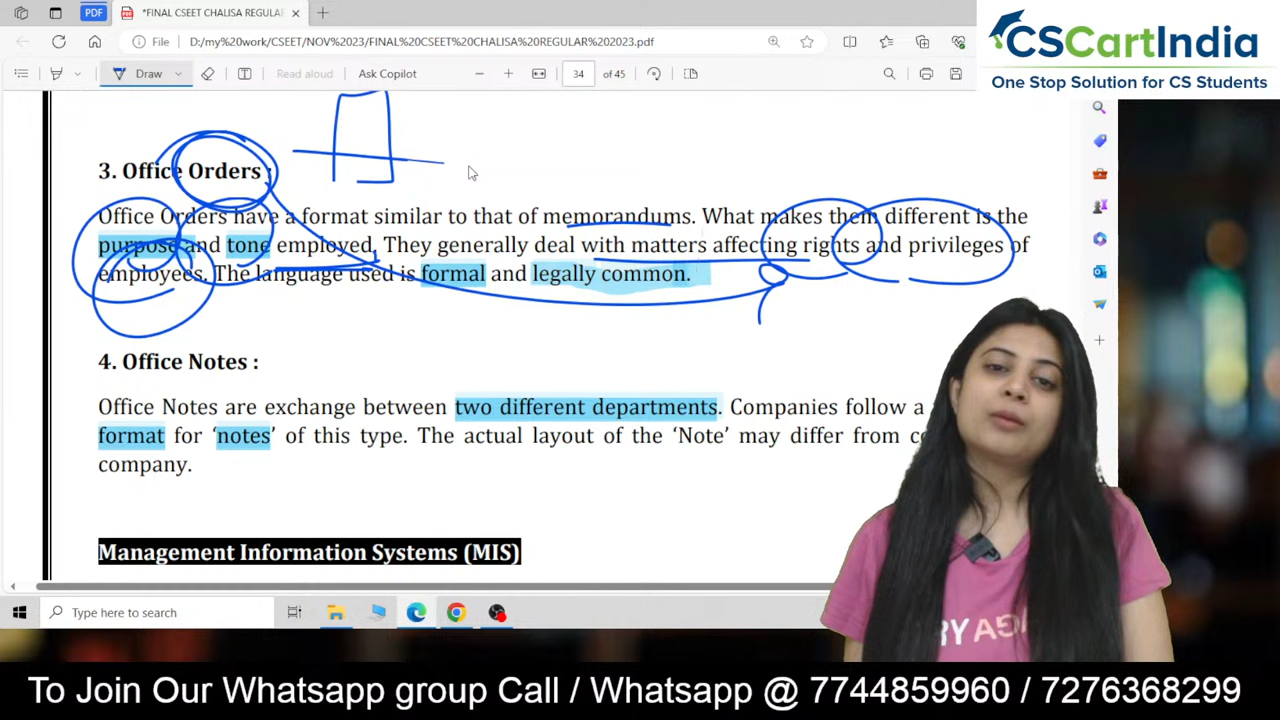 PDF
*FINAL CSEET CHALISA REGULAR
File
D:/my%20work/CSEET/NOV%202023/FINAL%20CSEET%20CHALISA%20REGULAR%202023.pdf
CSCartIndia
One Stop Solution for CS Students
Draw
Read aloud
Ask Copilot
34
of 45
3. Office Orders :
Office Orders have a format similar to that of memorandums. What makes them different is the
purpose and tone employed. They generally deal with matters affecting rights and privileges of
employees. The language used is formal and legally common.
4. Office Notes :
Office Notes are exchange between two different departments. Companies follow a
format for ‘notes’ of this type. The actual layout of the ‘Note’ may differ from
company.
Management Information Systems (MIS)
Type here to search
To Join Our Whatsapp group Call / Whatsapp @ 7744859960 / 7276368299